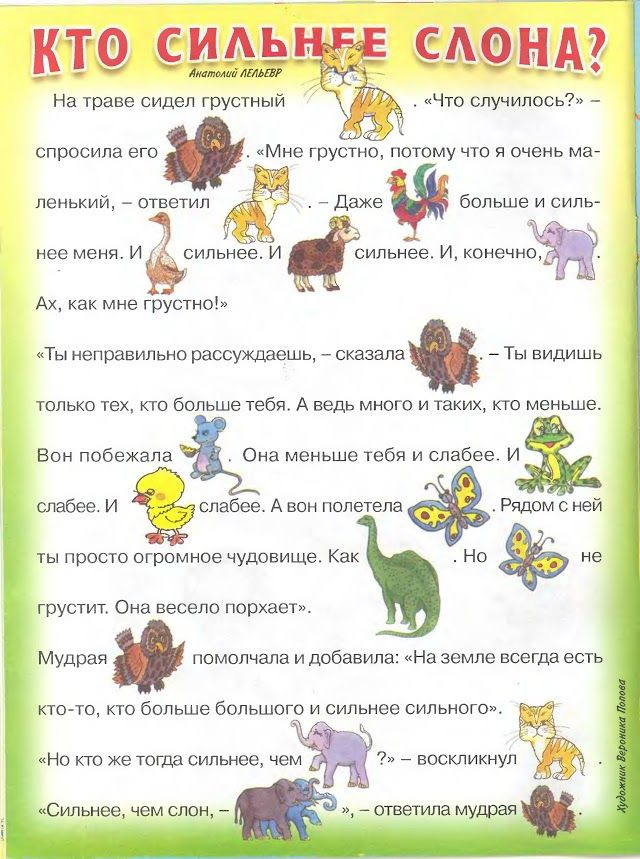 КТО СИЛЬНЕЕ СЛОНА?
Анатолий ЛЕЛЬЕВР
На траве сидел грустный . «Что случилось?» –
спросила его . «Мне грустно, потому что я очень ма-
ленький, – ответил . – Даже больше и силь-
нее меня. И сильнее. И сильнее. И, конечно, .
Ах, как мне грустно!»
«Ты неправильно рассуждаешь, – сказала . – Ты видишь
только тех, кто больше тебя. А ведь много и таких, кто меньше.
Вон побежала . Она меньше тебя и слабее. И
слабее. И слабее. А вон полетела . Рядом с ней
ты просто огромное чудовище. Как . Но не
грустит. Она весело порхает».
Мудрая помолчала и добавила: «На земле всегда есть
кто-то, кто больше большого и сильнее сильного».
«Но кто же тогда сильнее, чем ?» – воскликнул .
«Сильнее, чем слон, – », – ответила мудрая .
Художник Вероника Попова